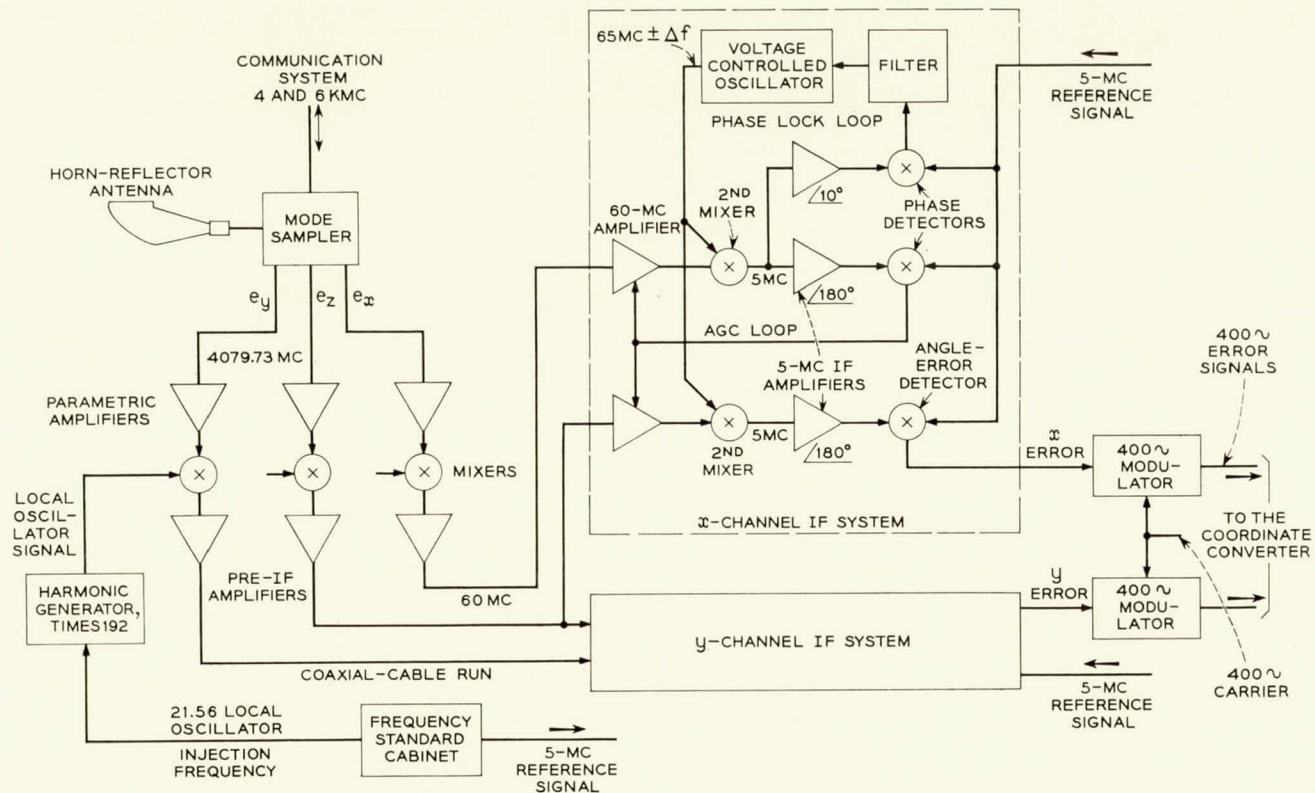 COMMUNICATION
SYSTEM
4 AND 6 KMC
HORN-REFLECTOR
ANTENNA
MODE
SAMPLER
ey
ez
ex
4079.73 MC
PARAMETRIC
AMPLIFIERS
×
×
×
MIXERS
LOCAL
OSCIL-
LATOR
SIGNAL
HARMONIC
GENERATOR,
TIMES 192
PRE-IF
AMPLIFIERS
60 MC
COAXIAL-CABLE RUN
21.56 LOCAL
OSCILLATOR
INJECTION
FREQUENCY
FREQUENCY
STANDARD
CABINET
5-MC
REFERENCE
SIGNAL
65MC ± Δf
VOLTAGE
CONTROLLED
OSCILLATOR
FILTER
5-MC
REFERENCE
SIGNAL
PHASE LOCK LOOP
60-MC
AMPLIFIER
2ND
MIXER
10°
×
PHASE
DETECTORS
×
5MC
180°
×
AGC LOOP
5-MC IF
AMPLIFIERS
ANGLE-
ERROR
DETECTOR
×
5MC
2ND
MIXER
180°
×
x-CHANNEL IF SYSTEM
x
ERROR
400~
MODU-
LATOR
400~
ERROR
SIGNALS
TO THE
COORDINATE
CONVERTER
y-CHANNEL IF SYSTEM
y
ERROR
400~
MODU-
LATOR
5-MC
REFERENCE
SIGNAL
400~
CARRIER